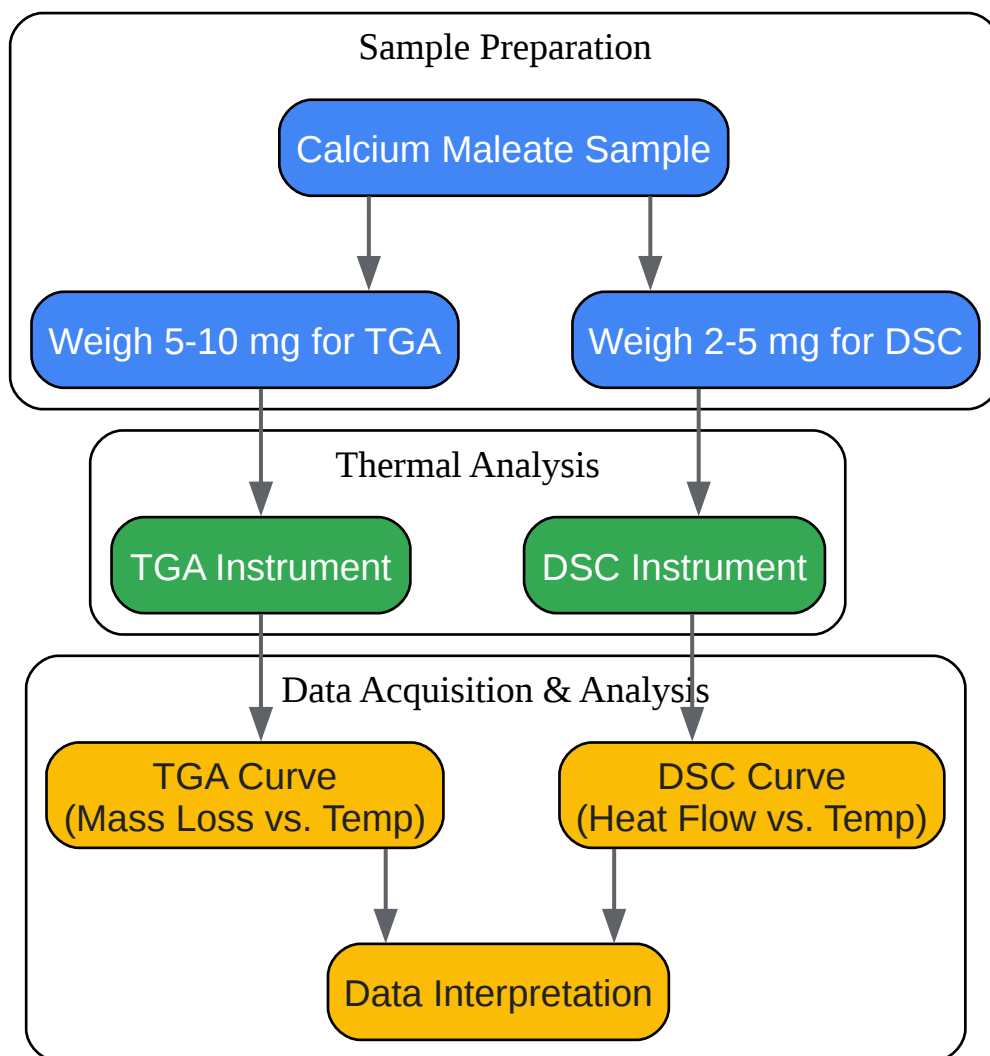 Sample Preparation
Calcium Maleate Sample
Weigh 5-10 mg for TGA
Weigh 2-5 mg for DSC
Thermal Analysis
TGA Instrument
DSC Instrument
Data Acquisition & Analysis
TGA Curve
(Mass Loss vs. Temp)
DSC Curve
(Heat Flow vs. Temp)
Data Interpretation